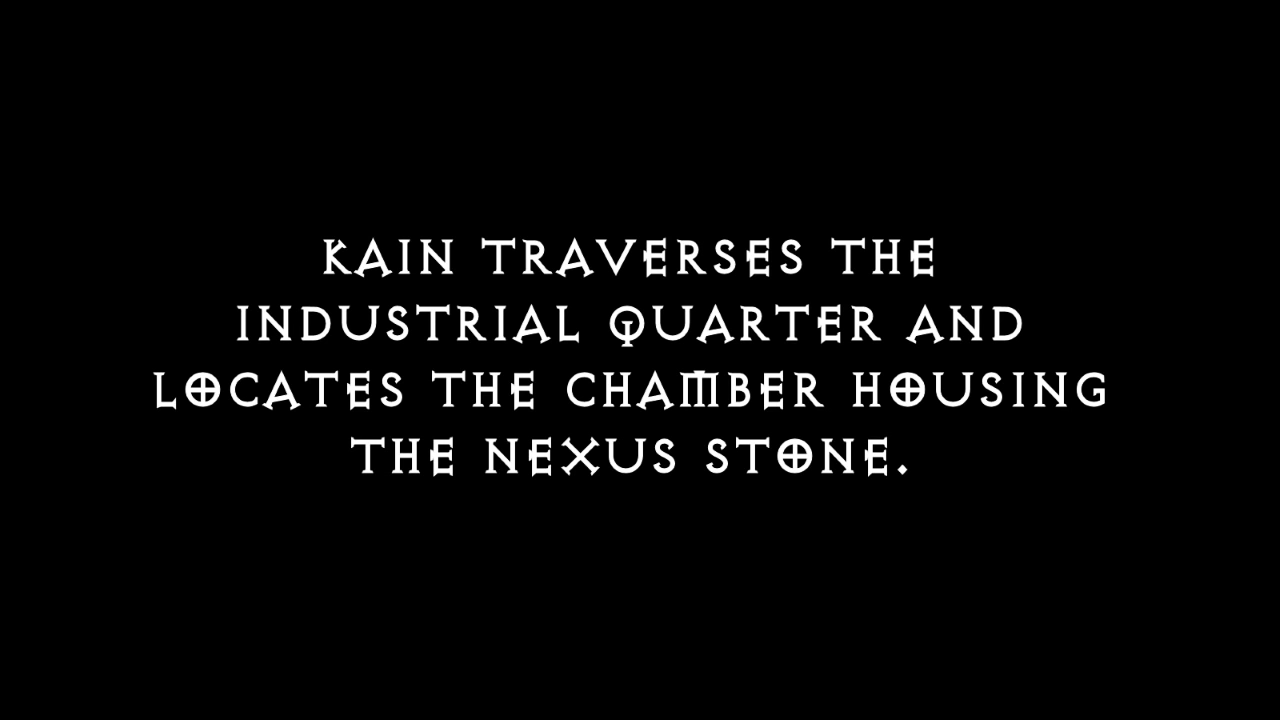 KAIN TRAVERSES THE
INDUSTRIAL QUARTER AND
LOCATES THE CHAMBER HOUSING
THE NEXUS STONE.